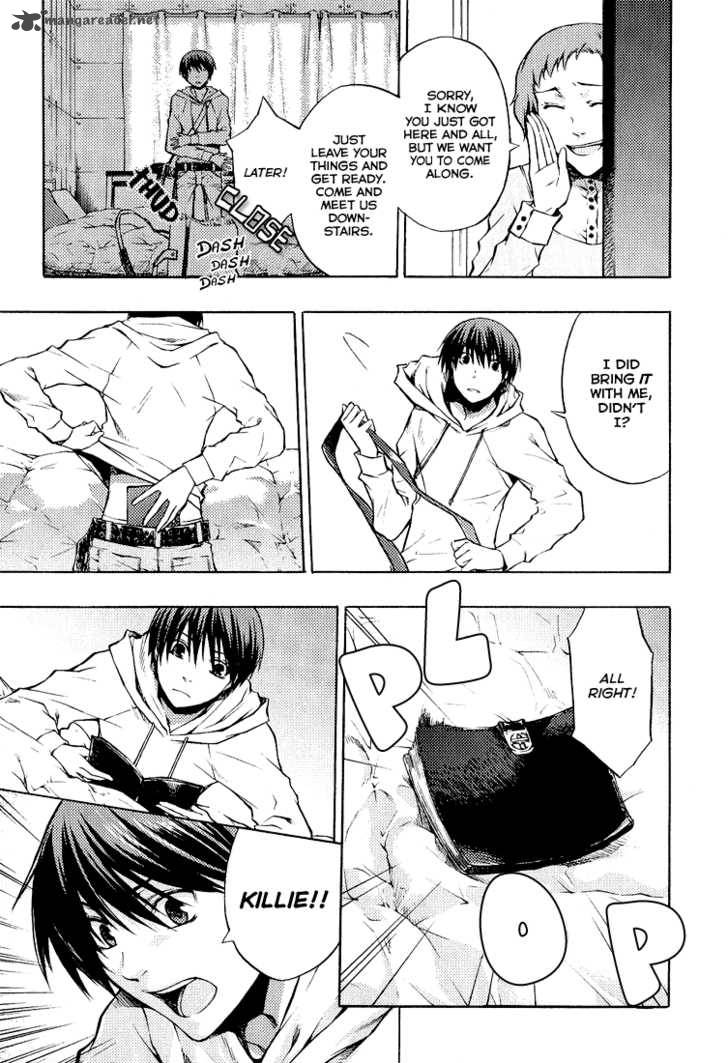 mangareader.net
SORRY,
I KNOW
YOU JUST GOT
HERE AND ALL,
BUT WE WANT
YOU TO COME
ALONG.
JUST
LEAVE YOUR
THINGS AND
GET READY.
COME AND
MEET US
DOWN-
STAIRS.
LATER!
CLOSE
THUD
DASH
DASH
DASH
I DID
BRING IT
WITH ME,
DIDN'T
I?
ALL
RIGHT!
PLOP
KILLIE!!